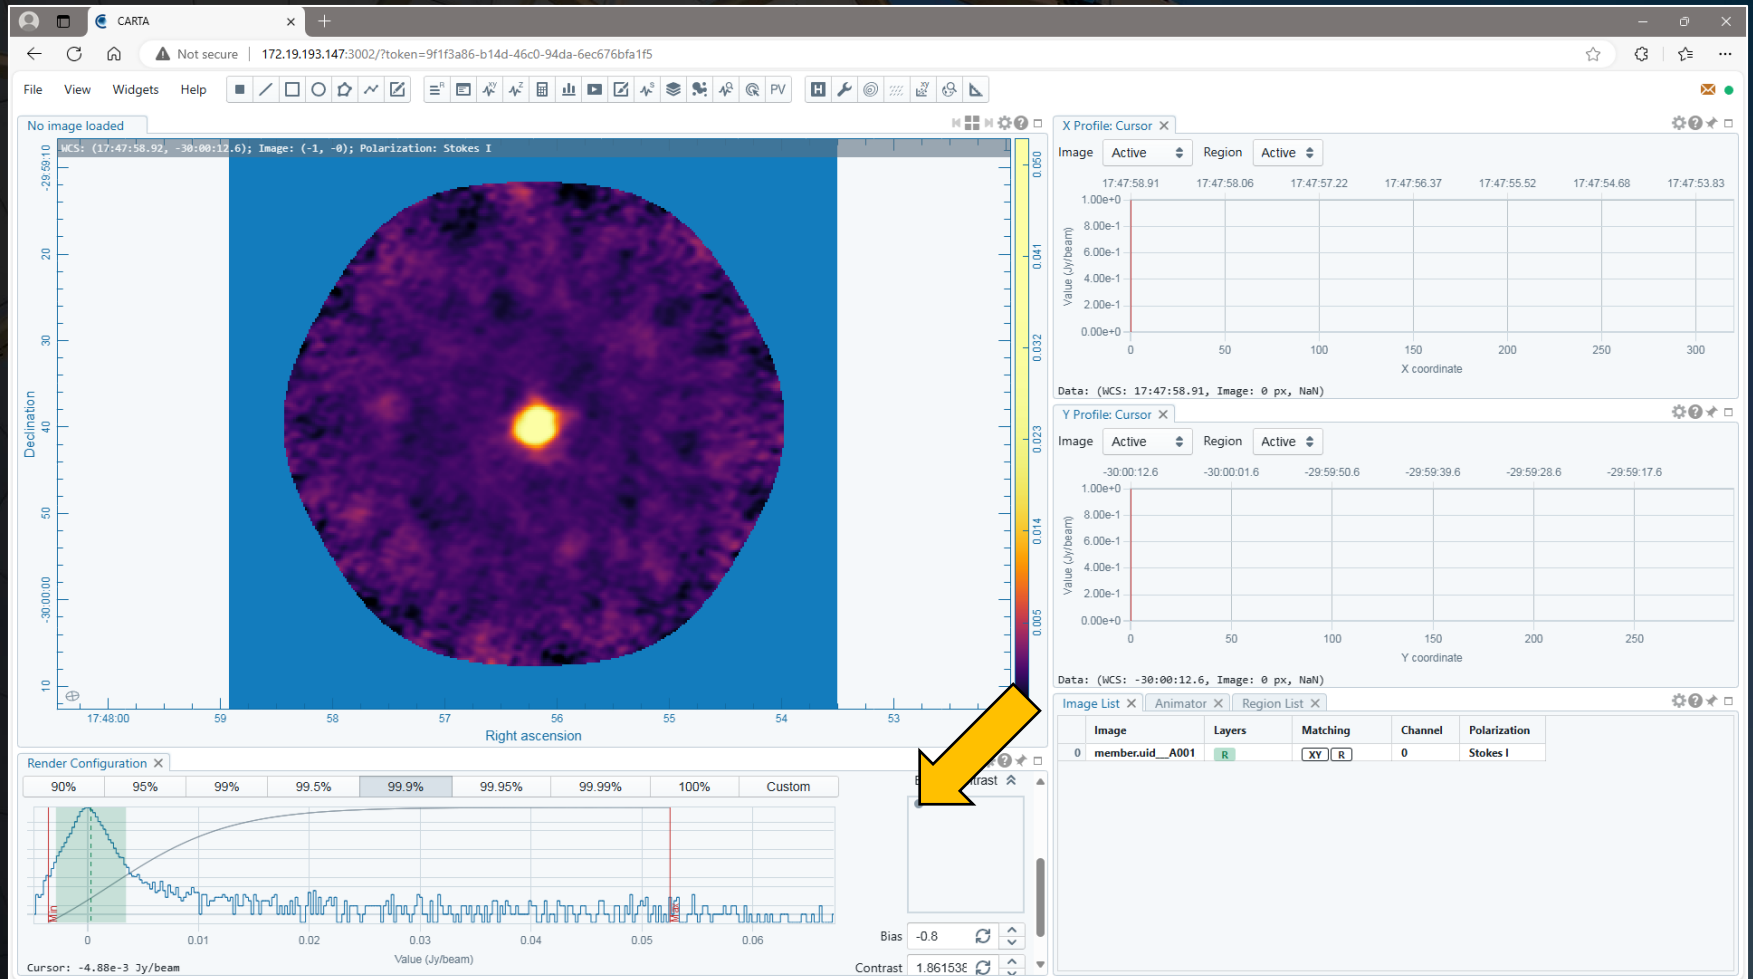 CARTA
Not secure
172.19.193.147:3002/?token=9f1f3a86-b14d-46c0-94da-6ec676bfa1f5
File View Widgets Help
PV
No image loaded
WCS: (17:47:58.92, -30:00:12.6); Image: (-1, -0); Polarization: Stokes I
-29:59:10
20
30
40
50
-30:00:00
10
Declination
17:48:00 59 58 57 56 55 54 53
Right ascension
0.050
0.041
0.032
0.023
0.014
0.005
Render Configuration
90% 95% 99% 99.5% 99.9% 99.95% 99.99% 100% Custom
Min
Max
0 0.01 0.02 0.03 0.04 0.05 0.06
Value (Jy/beam)
Cursor: -4.88e-3 Jy/beam
Bias -0.8
Contrast 1.861538
X Profile: Cursor
Image Active Region Active
17:47:58.91 17:47:58.06 17:47:57.22 17:47:56.37 17:47:55.52 17:47:54.68 17:47:53.83
1.00e+0
8.00e-1
6.00e-1
4.00e-1
2.00e-1
0.00e+0
Value (Jy/beam)
0 50 100 150 200 250 300
X coordinate
Data: (WCS: 17:47:58.91, Image: 0 px, NaN)
Y Profile: Cursor
Image Active Region Active
-30:00:12.6 -30:00:01.6 -29:59:50.6 -29:59:39.6 -29:59:28.6 -29:59:17.6
1.00e+0
8.00e-1
6.00e-1
4.00e-1
2.00e-1
0.00e+0
Value (Jy/beam)
0 50 100 150 200 250
Y coordinate
Data: (WCS: -30:00:12.6, Image: 0 px, NaN)
Image List Animator Region List
Image Layers Matching Channel Polarization
0 member.uid___A001 R XY R 0 Stokes I